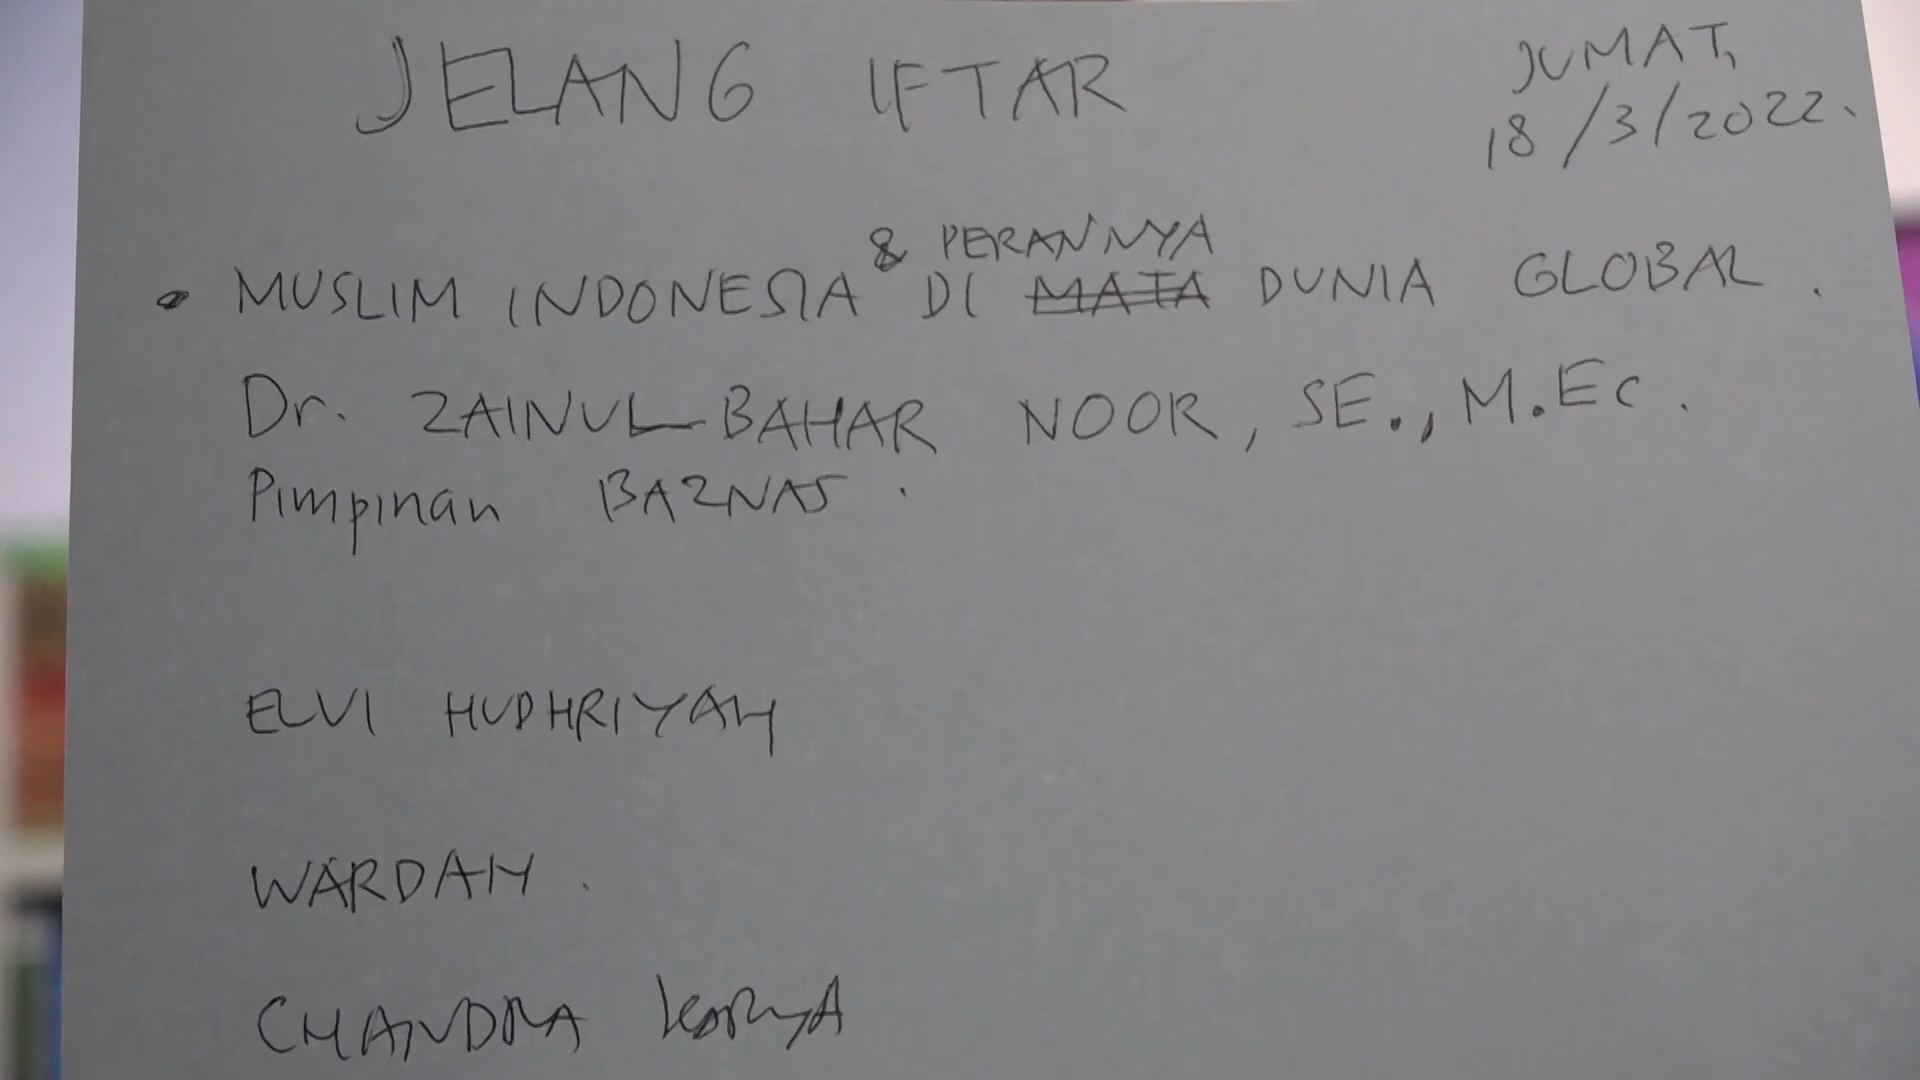 JELANG IFTAR
JUMAT,
18/3/2022.
& PERANNYA
• MUSLIM INDONESIA DI MATA DUNIA GLOBAL.
Dr. ZAINUL BAHAR NOOR, SE., M.Ec.
Pimpinan BAZNAS.
ELVI HUDHRIYAH
WARDAH.
CHANDRA